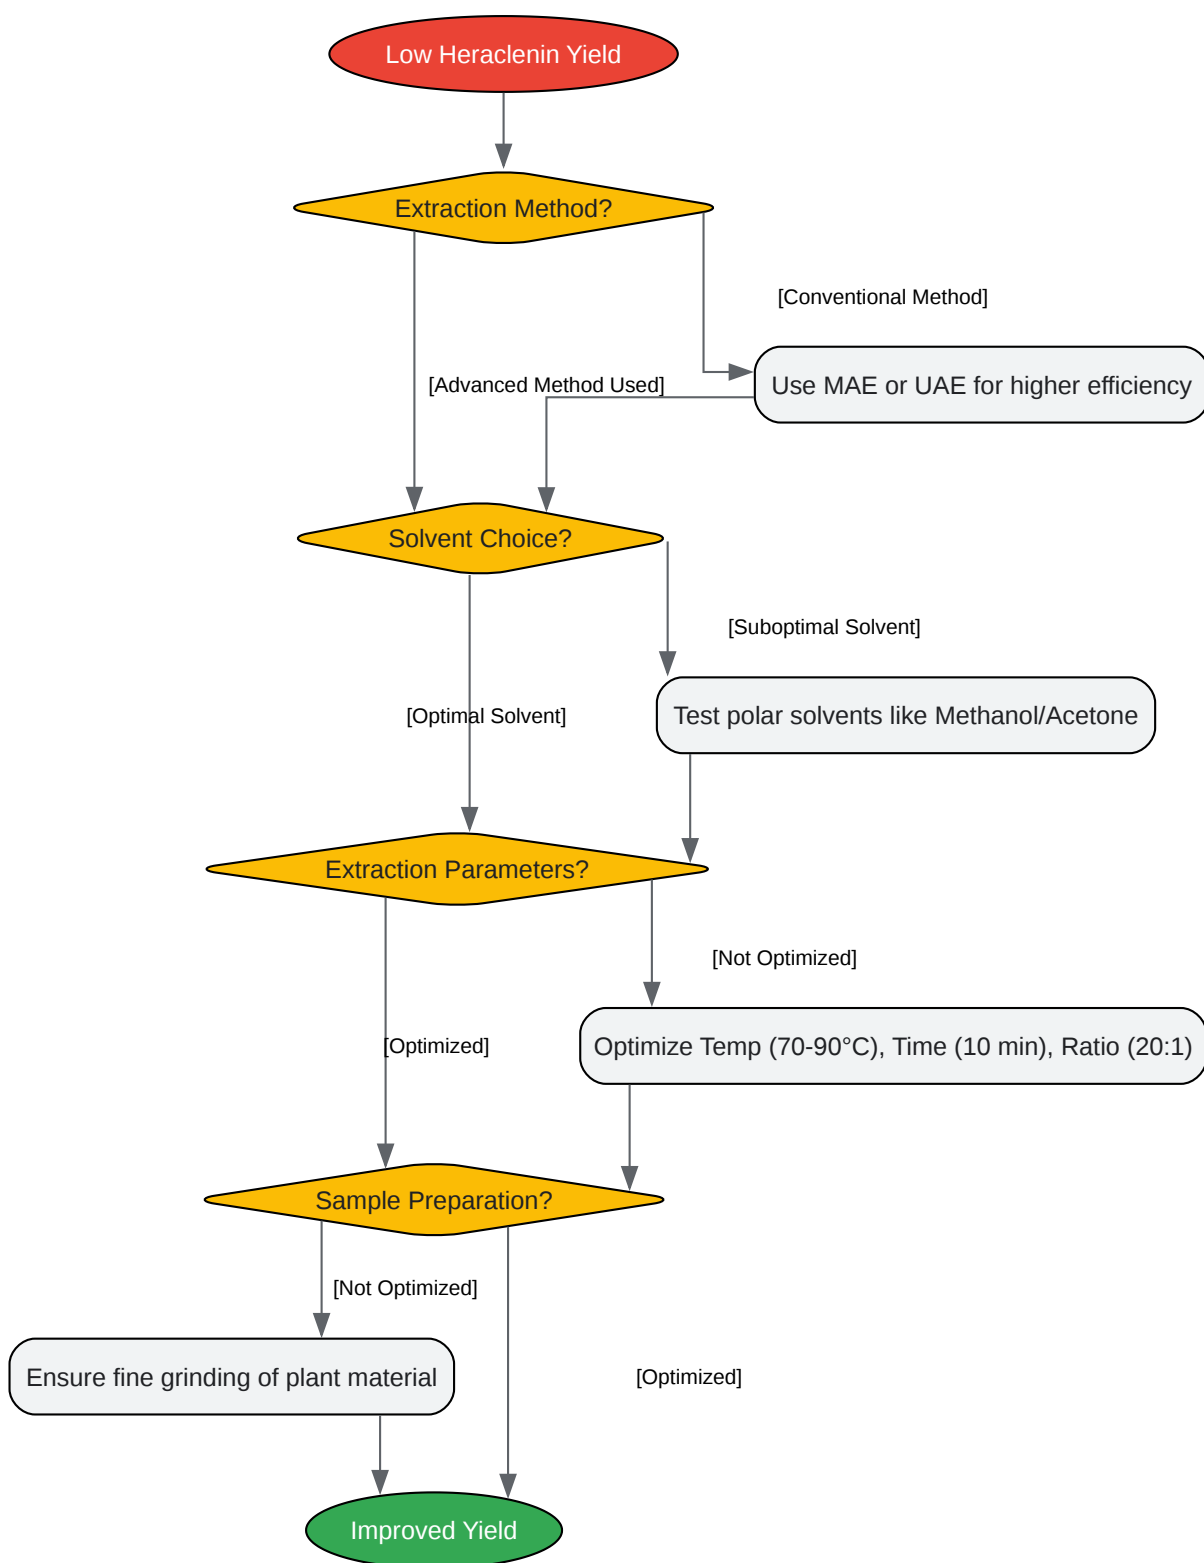 Low Heraclenin Yield
Extraction Method?
[Conventional Method]
[Advanced Method Used]
Use MAE or UAE for higher efficiency
Solvent Choice?
[Suboptimal Solvent]
[Optimal Solvent]
Test polar solvents like Methanol/Acetone
Extraction Parameters?
[Not Optimized]
[Optimized]
Optimize Temp (70-90°C), Time (10 min), Ratio (20:1)
Sample Preparation?
[Not Optimized]
Ensure fine grinding of plant material
[Optimized]
Improved Yield